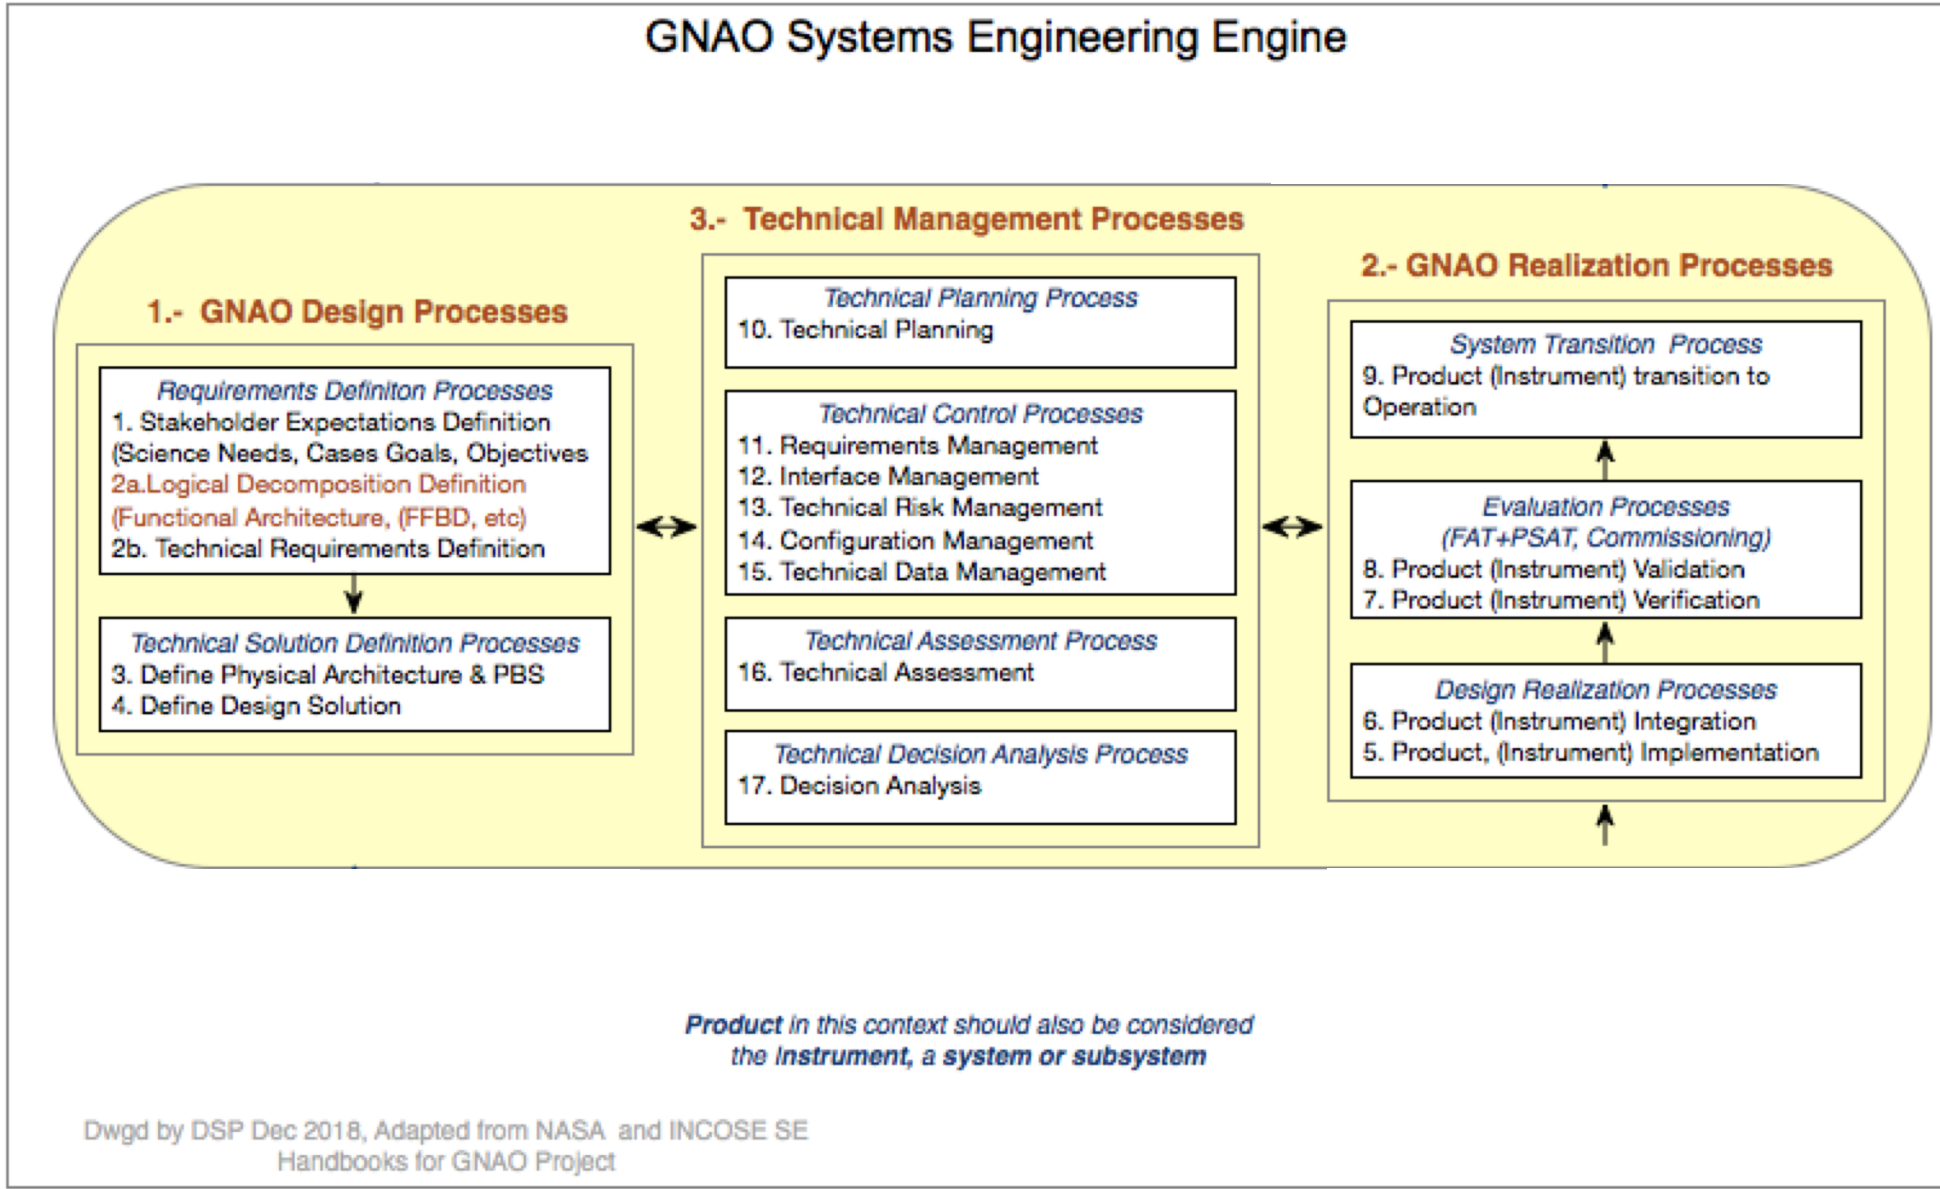 GNAO Systems Engineering Engine
3.- Technical Management Processes
2.- GNAO Realization Processes
1.- GNAO Design Processes
Requirements Definiton Processes
1. Stakeholder Expectations Definition
(Science Needs, Cases Goals, Objectives
2a.Logical Decomposition Definition
(Functional Architecture, (FFBD, etc)
2b. Technical Requirements Definition
Technical Solution Definition Processes
3. Define Physical Architecture & PBS
4. Define Design Solution
Technical Planning Process
10. Technical Planning
Technical Control Processes
11. Requirements Management
12. Interface Management
13. Technical Risk Management
14. Configuration Management
15. Technical Data Management
Technical Assessment Process
16. Technical Assessment
Technical Decision Analysis Process
17. Decision Analysis
System Transition Process
9. Product (Instrument) transition to
Operation
Evaluation Processes
(FAT+PSAT, Commissioning)
8. Product (Instrument) Validation
7. Product (Instrument) Verification
Design Realization Processes
6. Product (Instrument) Integration
5. Product, (Instrument) Implementation
Product in this context should also be considered
the Instrument, a system or subsystem
Dwgd by DSP Dec 2018, Adapted from NASA and INCOSE SE
Handbooks for GNAO Project